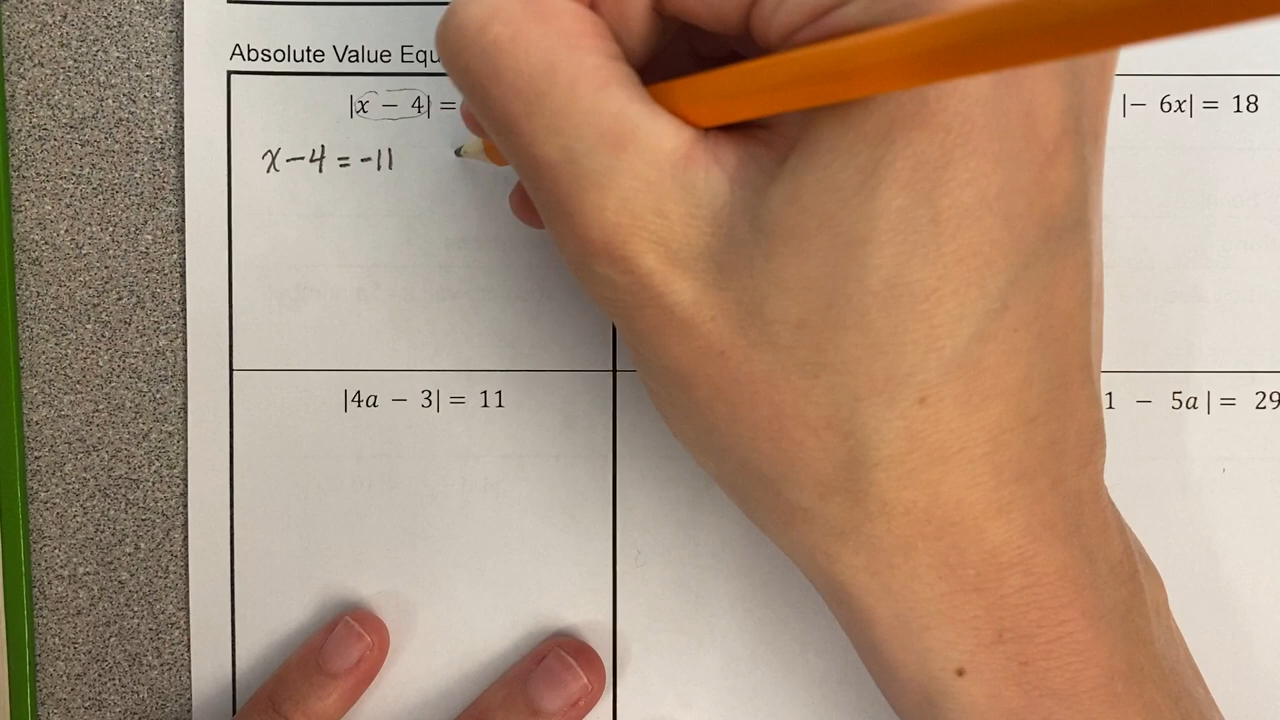 Absolute Value Equ
|x − 4| =
|− 6x| = 18
x−4 = -11
|4a − 3| = 11
1 − 5a | = 29